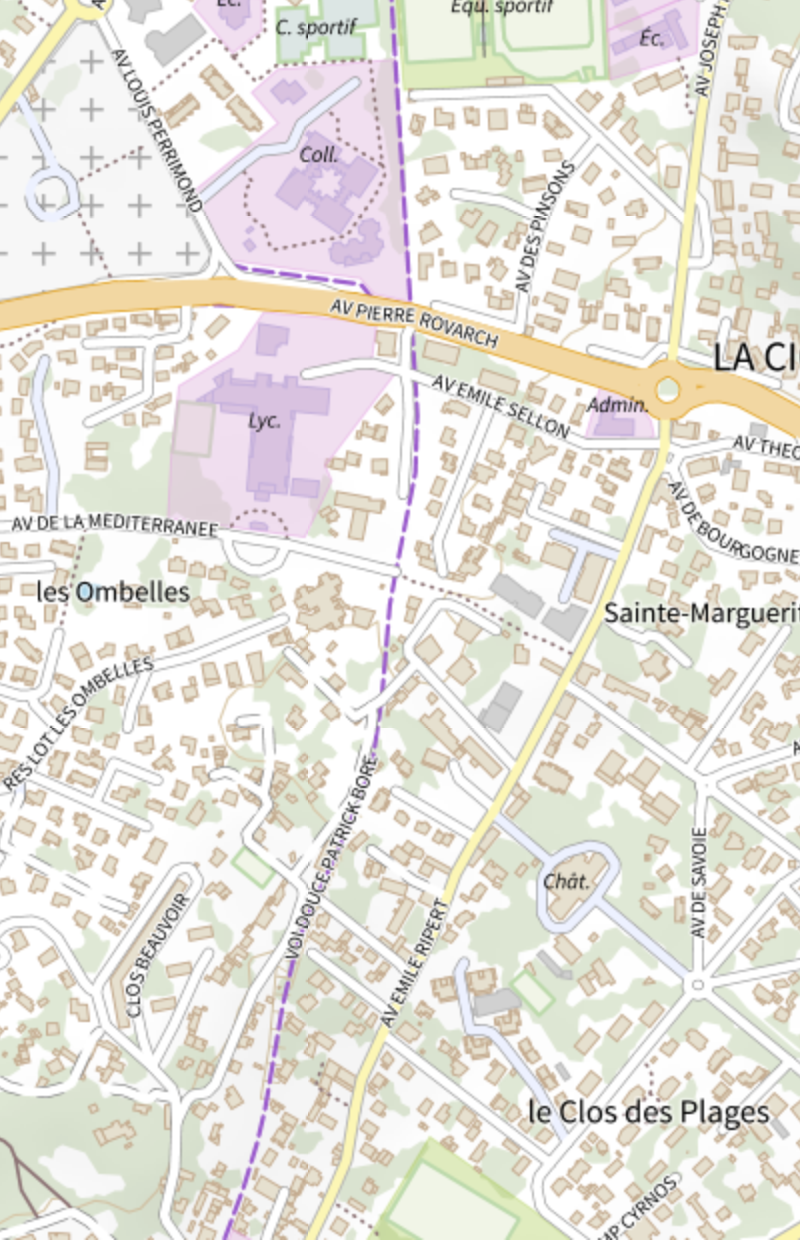 Éc.
C. sportif
Equ. sportif
Éc.
AV JOSEPH
AV LOUIS PERRIMOND
Coll.
AV DES PINSONS
AV PIERRE ROVARCH
LA CI
AV EMILE SELLON
Admin.
Lyc.
AV THEO
AV DE BOURGOGNE
AV DE LA MEDITERRANEE
les Ombelles
Sainte-Marguerit
RES LOT LES OMBELLES
VOI DOUCE PATRICK BORE
AV DE SAVOIE
Chât.
CLOS BEAUVOIR
AV EMILE RIPERT
le Clos des Plages
MP CYRNOS